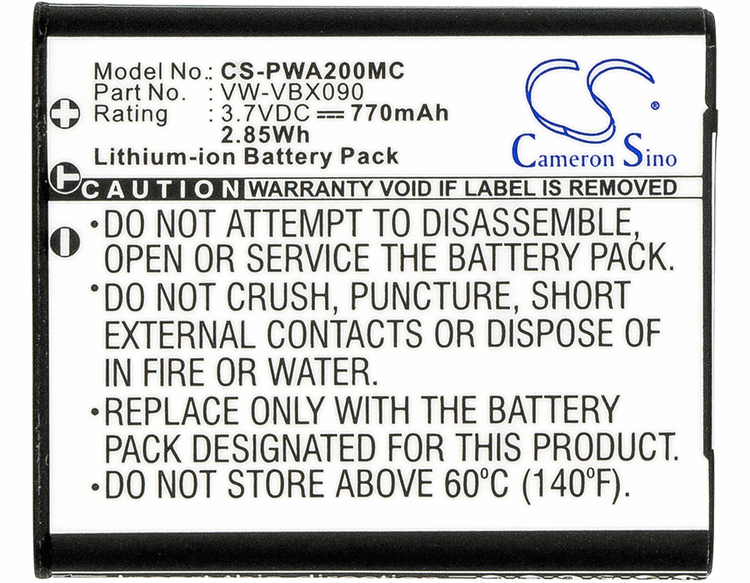 Model No.: CS-PWA200MC
Part No. : VW-VBX090
Rating : 3.7VDC ⎓ 770mAh
2.85Wh
Lithium-ion Battery Pack
CS
Cameron Sino
CAUTION WARRANTY VOID IF LABEL IS REMOVED
•DO NOT ATTEMPT TO DISASSEMBLE,
OPEN OR SERVICE THE BATTERY PACK.
•DO NOT CRUSH, PUNCTURE, SHORT
EXTERNAL CONTACTS OR DISPOSE OF
IN FIRE OR WATER.
•REPLACE ONLY WITH THE BATTERY
PACK DESIGNATED FOR THIS PRODUCT.
•DO NOT STORE ABOVE 60°C (140°F).